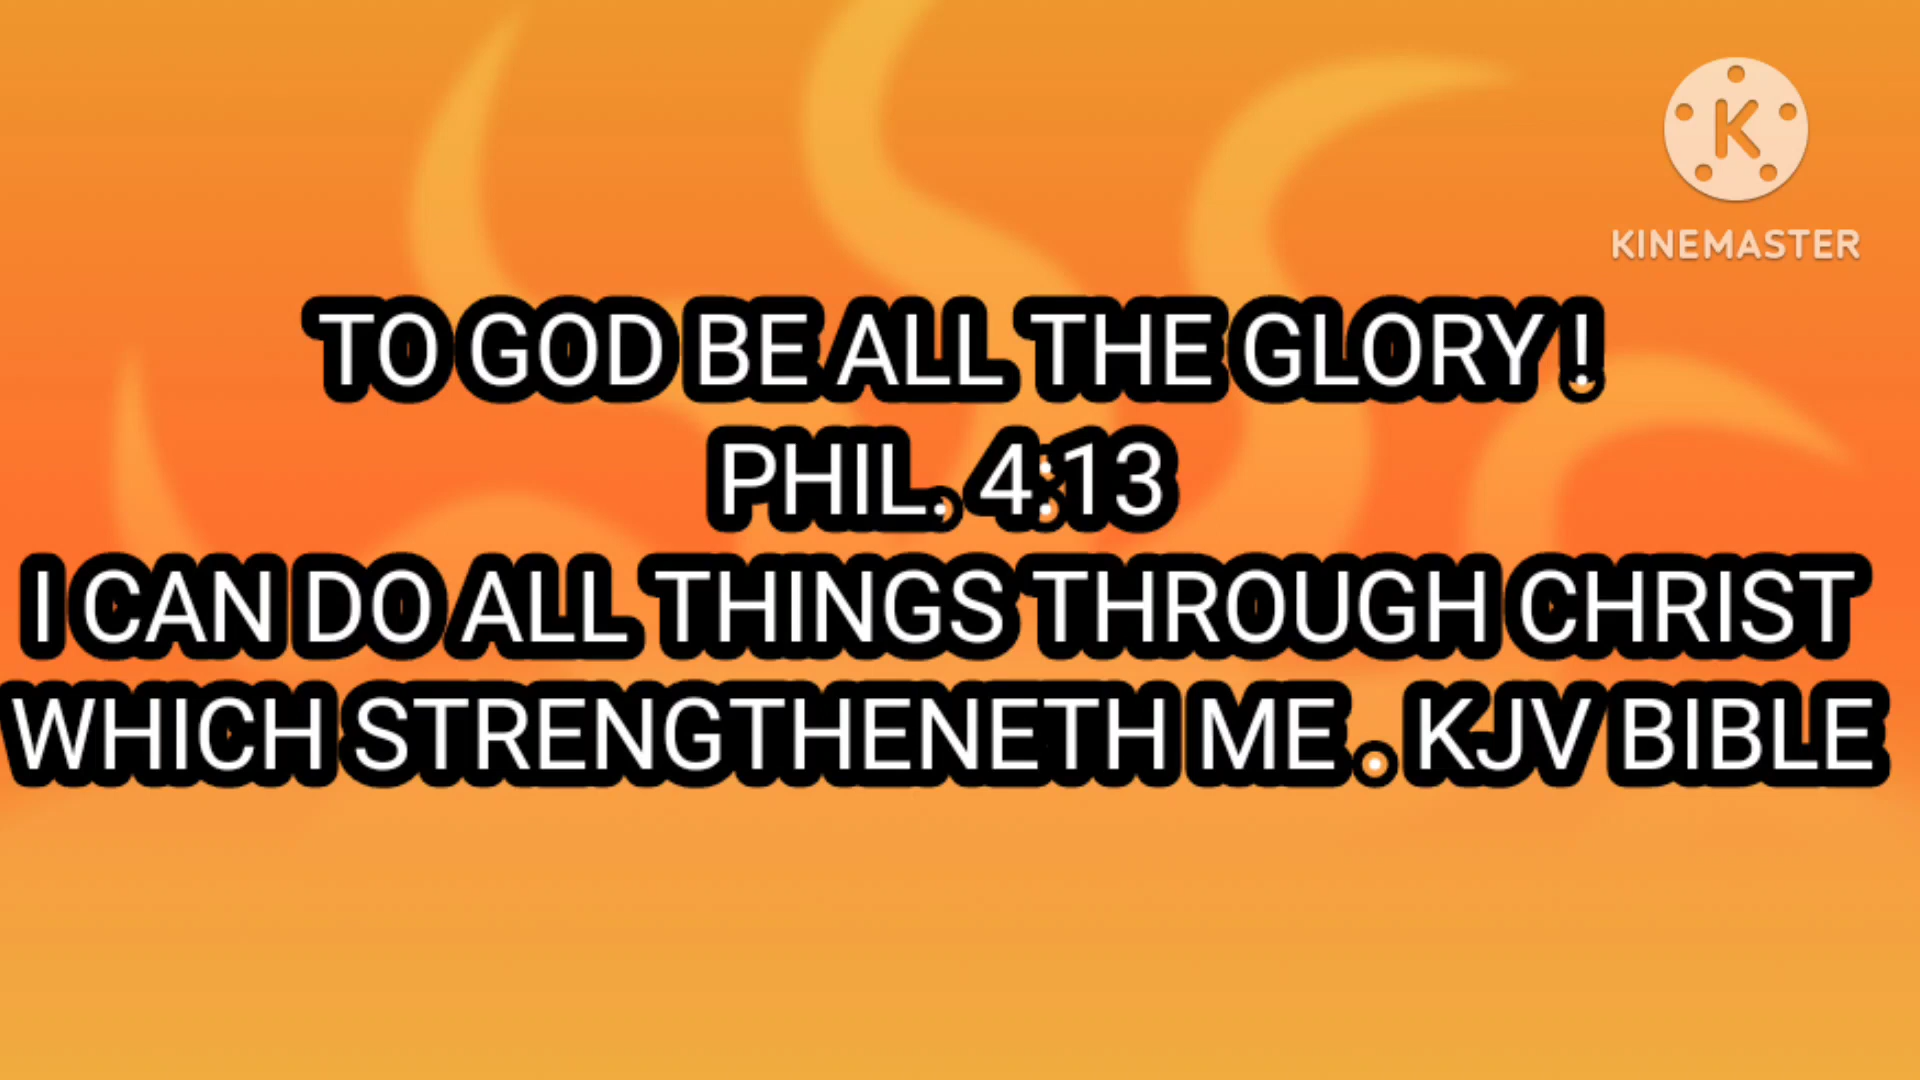 K
KINEMASTER
TO GOD BE ALL THE GLORY !
PHIL. 4:13
I CAN DO ALL THINGS THROUGH CHRIST
WHICH STRENGTHENETH ME . KJV BIBLE